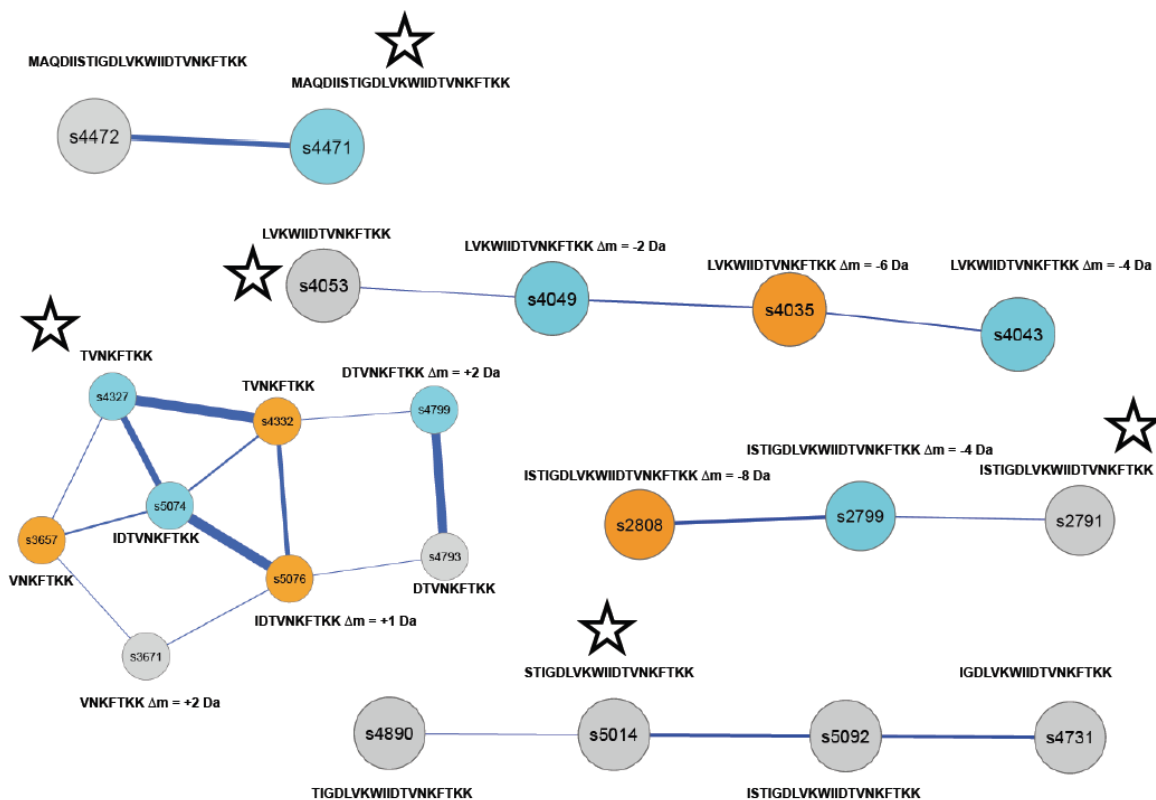 MAQDIISTIGDLVKWIIDTVNKFTKK
MAQDIISTIGDLVKWIIDTVNKFTKK
s4472
s4471
LVKWIIDTVNKFTKK
LVKWIIDTVNKFTKK Δm = -2 Da
LVKWIIDTVNKFTKK Δm = -6 Da
LVKWIIDTVNKFTKK Δm = -4 Da
s4053
s4049
s4035
s4043
TVNKFTKK
TVNKFTKK
DTVNKFTKK Δm = +2 Da
s4327
s4332
s4799
ISTIGDLVKWIIDTVNKFTKK Δm = -4 Da
ISTIGDLVKWIIDTVNKFTKK Δm = -8 Da
ISTIGDLVKWIIDTVNKFTKK
s2808
s2799
s2791
s5074
IDTVNKFTKK
s3657
VNKFTKK
s5076
s4793
DTVNKFTKK
IDTVNKFTKK Δm = +1 Da
s3671
VNKFTKK Δm = +2 Da
STIGDLVKWIIDTVNKFTKK
IGDLVKWIIDTVNKFTKK
s4890
s5014
s5092
s4731
TIGDLVKWIIDTVNKFTKK
ISTIGDLVKWIIDTVNKFTKK